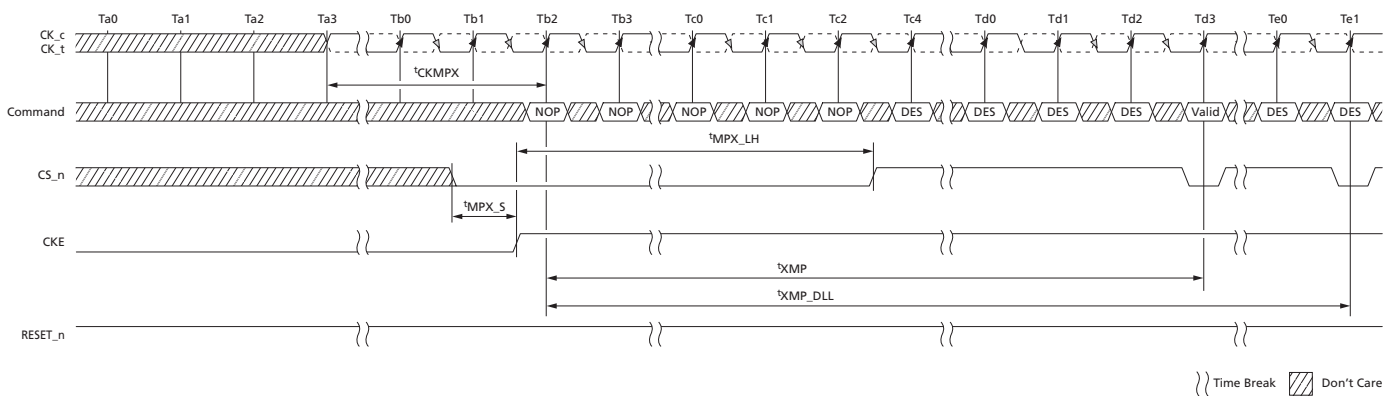 Ta0 Ta1 Ta2 Ta3 Tb0 Tb1 Tb2 Tb3 Tc0 Tc1 Tc2 Tc4 Td0 Td1 Td2 Td3 Te0 Te1
CK_c
CK_t
tCKMPX
Command NOP NOP NOP NOP NOP DES DES DES DES Valid DES DES
tMPX_LH
CS_n
tMPX_S
CKE
tXMP
tXMP_DLL
RESET_n
Time Break Don't Care